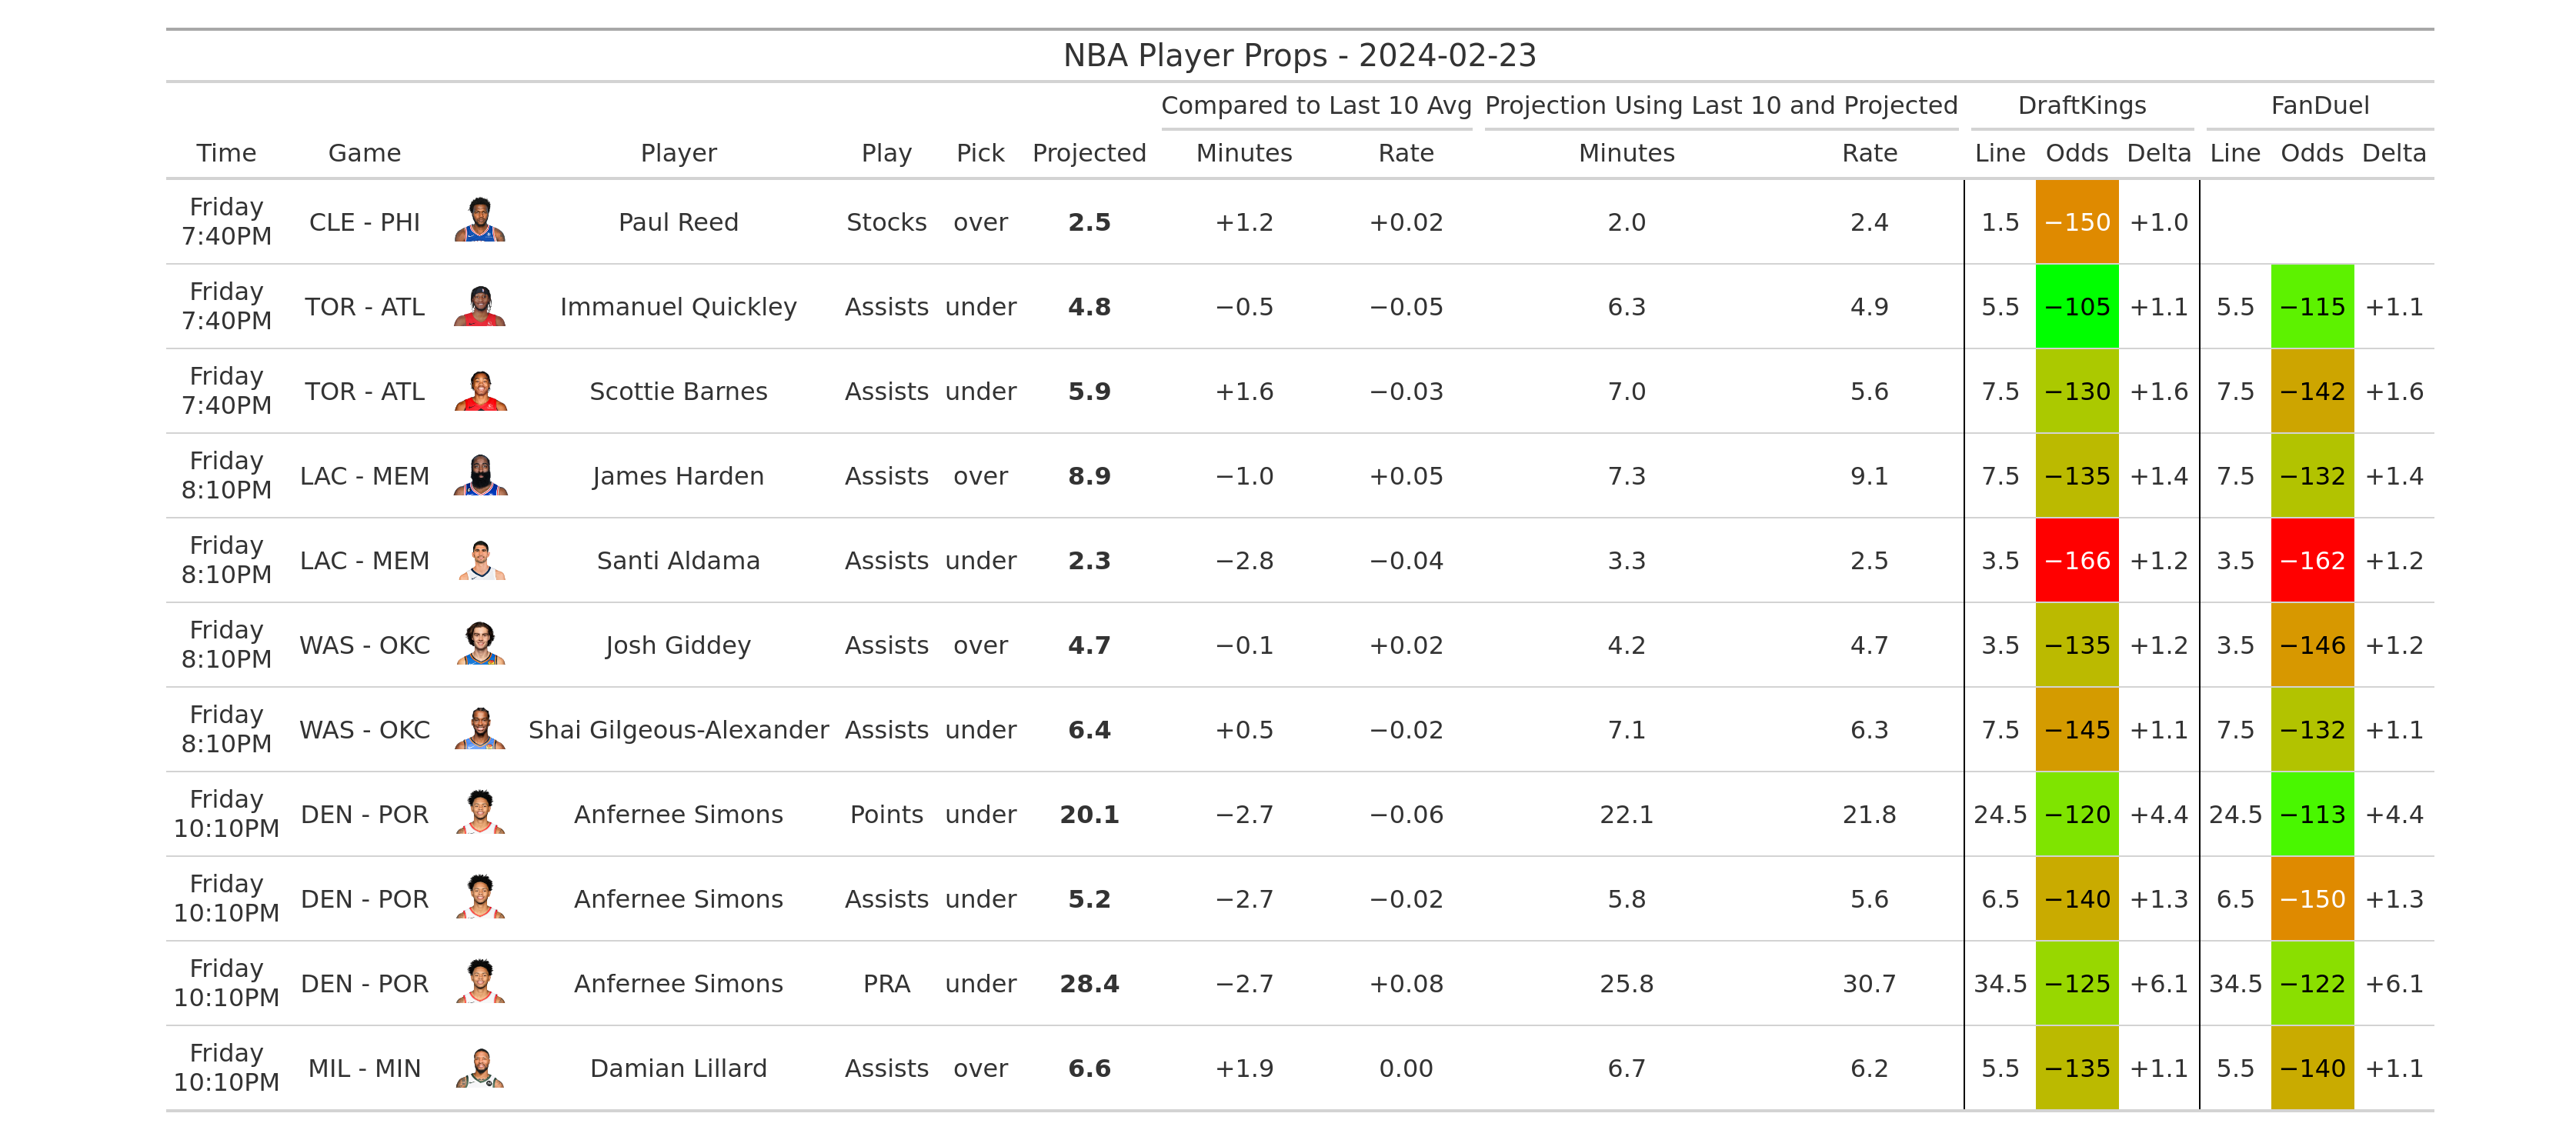 NBA Player Props - 2024-02-23
Compared to Last 10 Avg Projection Using Last 10 and Projected DraftKings FanDuel
Time Game Player Play Pick Projected Minutes Rate Minutes Rate Line Odds Delta Line Odds Delta
Friday
7:40PM CLE - PHI Paul Reed Stocks over 2.5 +1.2 +0.02 2.0 2.4 1.5 −150 +1.0
Friday
7:40PM TOR - ATL Immanuel Quickley Assists under 4.8 −0.5 −0.05 6.3 4.9 5.5 −105 +1.1 5.5 −115 +1.1
Friday
7:40PM TOR - ATL Scottie Barnes Assists under 5.9 +1.6 −0.03 7.0 5.6 7.5 −130 +1.6 7.5 −142 +1.6
Friday
8:10PM LAC - MEM James Harden Assists over 8.9 −1.0 +0.05 7.3 9.1 7.5 −135 +1.4 7.5 −132 +1.4
Friday
8:10PM LAC - MEM Santi Aldama Assists under 2.3 −2.8 −0.04 3.3 2.5 3.5 −166 +1.2 3.5 −162 +1.2
Friday
8:10PM WAS - OKC Josh Giddey Assists over 4.7 −0.1 +0.02 4.2 4.7 3.5 −135 +1.2 3.5 −146 +1.2
Friday
8:10PM WAS - OKC Shai Gilgeous-Alexander Assists under 6.4 +0.5 −0.02 7.1 6.3 7.5 −145 +1.1 7.5 −132 +1.1
Friday
10:10PM DEN - POR Anfernee Simons Points under 20.1 −2.7 −0.06 22.1 21.8 24.5 −120 +4.4 24.5 −113 +4.4
Friday
10:10PM DEN - POR Anfernee Simons Assists under 5.2 −2.7 −0.02 5.8 5.6 6.5 −140 +1.3 6.5 −150 +1.3
Friday
10:10PM DEN - POR Anfernee Simons PRA under 28.4 −2.7 +0.08 25.8 30.7 34.5 −125 +6.1 34.5 −122 +6.1
Friday
10:10PM MIL - MIN Damian Lillard Assists over 6.6 +1.9 0.00 6.7 6.2 5.5 −135 +1.1 5.5 −140 +1.1